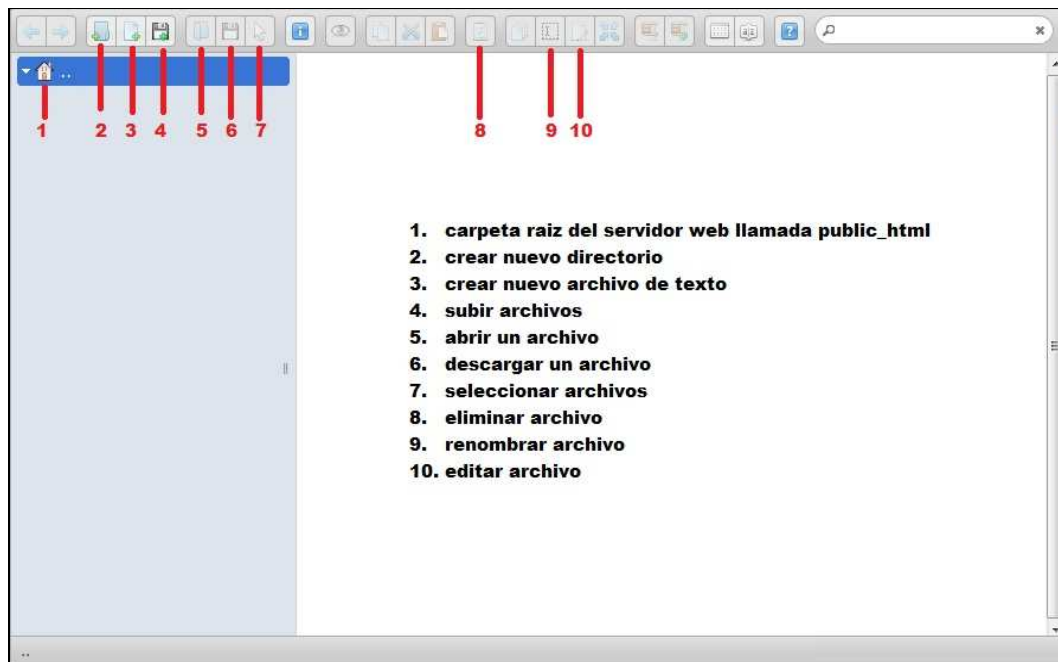 ..
1 2 3 4 5 6 7 8 9 10
1. carpeta raiz del servidor web llamada public_html
2. crear nuevo directorio
3. crear nuevo archivo de texto
4. subir archivos
5. abrir un archivo
6. descargar un archivo
7. seleccionar archivos
8. eliminar archivo
9. renombrar archivo
10. editar archivo
..